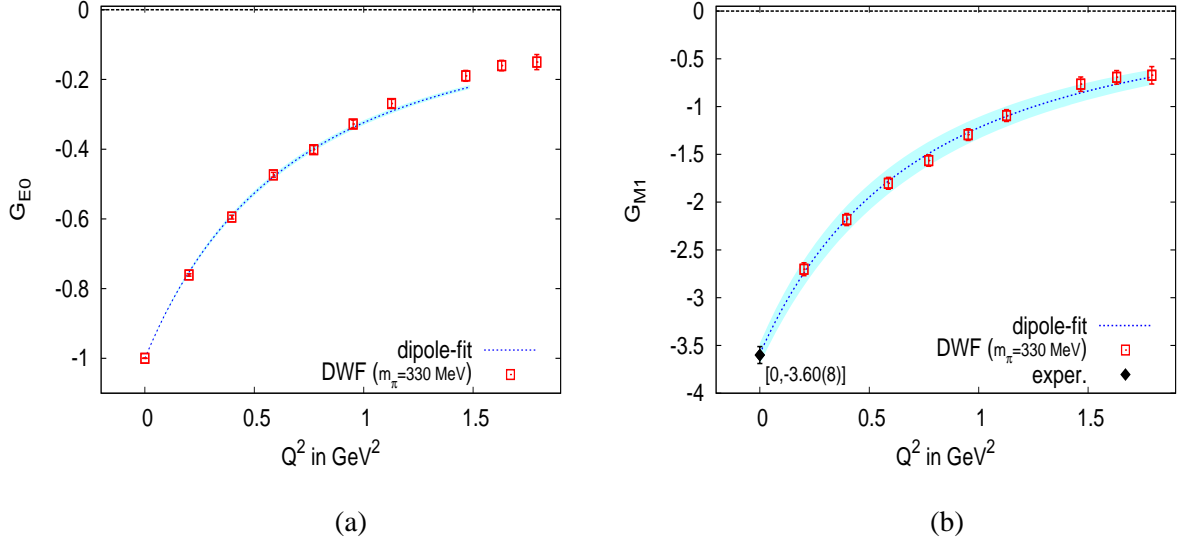 0
-0.2
-0.4
-0.6
-0.8
-1
G_E0
dipole-fit
DWF (m_π=330 MeV)
0 0.5 1 1.5
Q^2 in GeV^2
(a)
0
-0.5
-1
-1.5
-2
-2.5
-3
-3.5
-4
G_M1
dipole-fit
DWF (m_π=330 MeV)
exper.
[0,-3.60(8)]
0 0.5 1 1.5
Q^2 in GeV^2
(b)